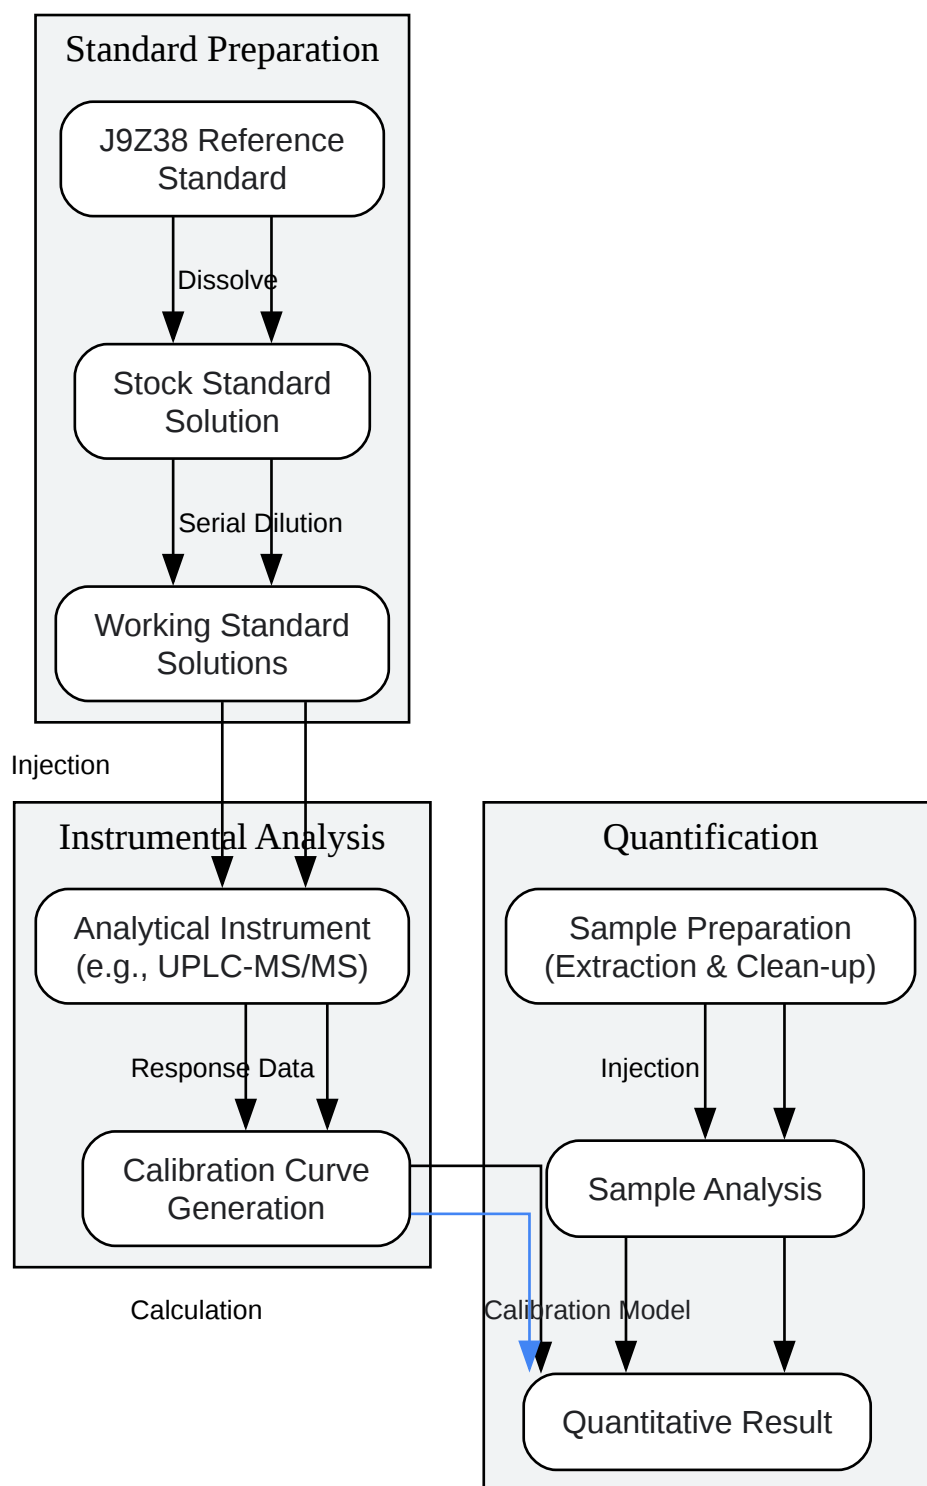 Standard Preparation
J9Z38 Reference
Standard
Dissolve
Stock Standard
Solution
Serial Dilution
Working Standard
Solutions
Injection
Instrumental Analysis
Analytical Instrument
(e.g., UPLC-MS/MS)
Response Data
Calibration Curve
Generation
Calculation
Quantification
Sample Preparation
(Extraction & Clean-up)
Injection
Sample Analysis
Calibration Model
Quantitative Result